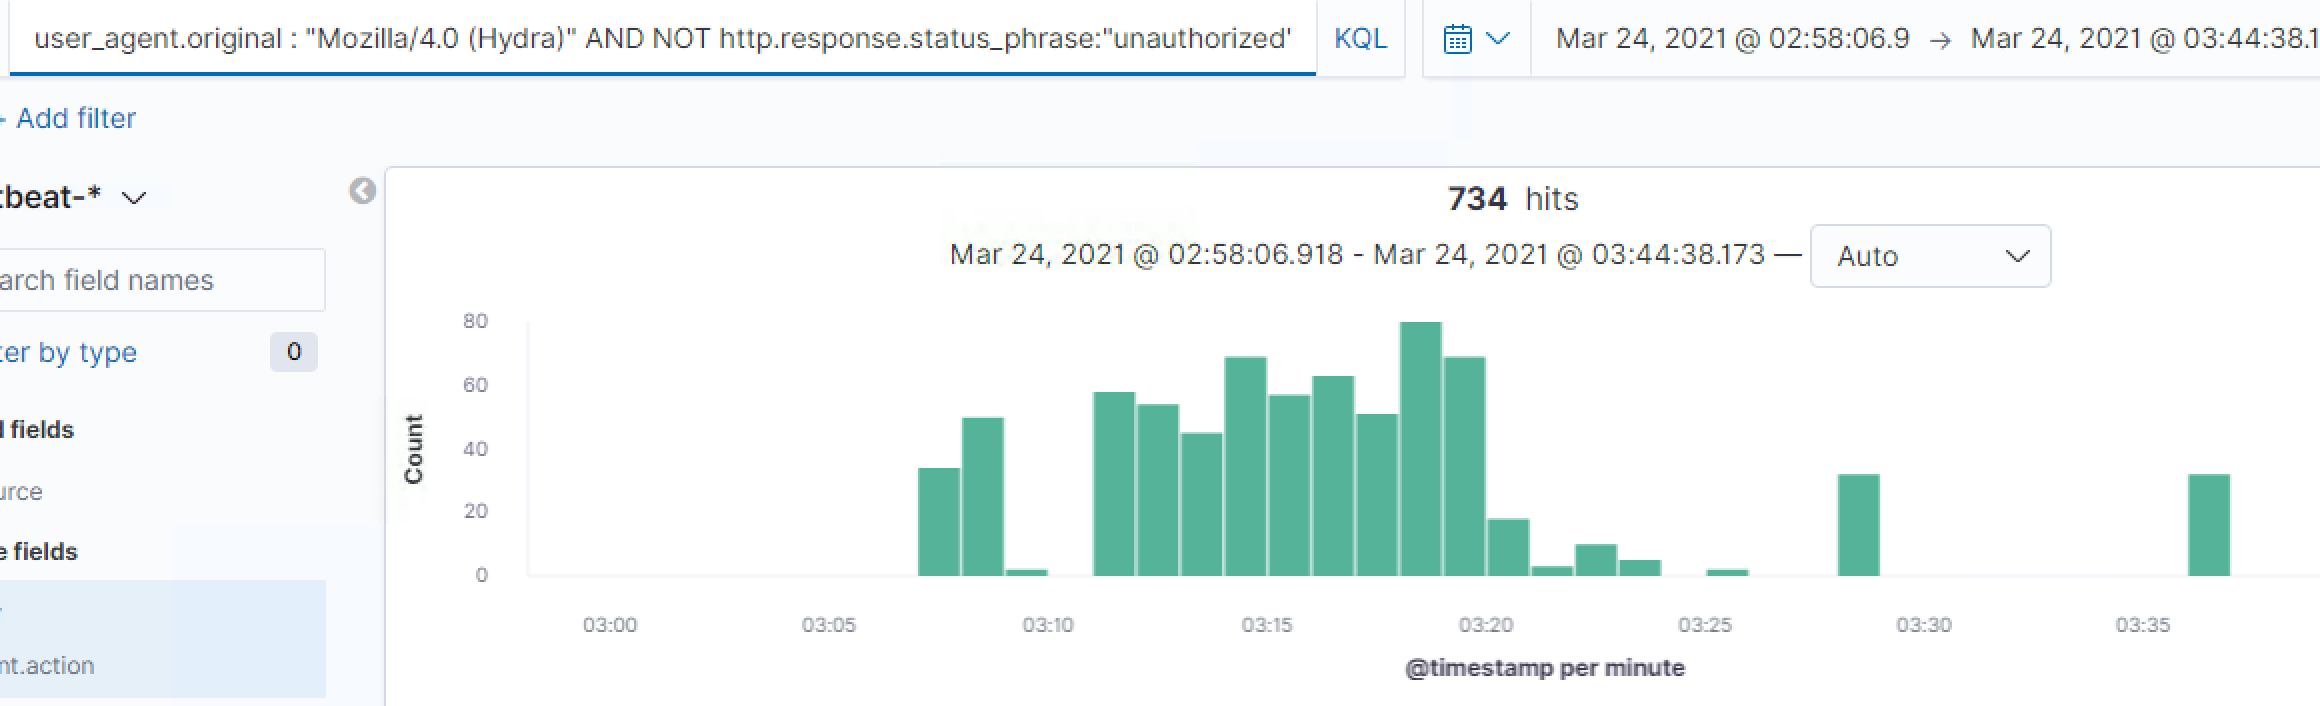 user_agent.original : "Mozilla/4.0 (Hydra)" AND NOT http.response.status_phrase:"unauthorized' KQL Mar 24, 2021 @ 02:58:06.9 → Mar 24, 2021 @ 03:44:38.1
Add filter
tbeat-*
734 hits
Mar 24, 2021 @ 02:58:06.918 - Mar 24, 2021 @ 03:44:38.173 — Auto
arch field names
ter by type 0
d fields
urce
e fields
nt.action
80
60
40
20
0
Count
03:00 03:05 03:10 03:15 03:20 03:25 03:30 03:35
@timestamp per minute